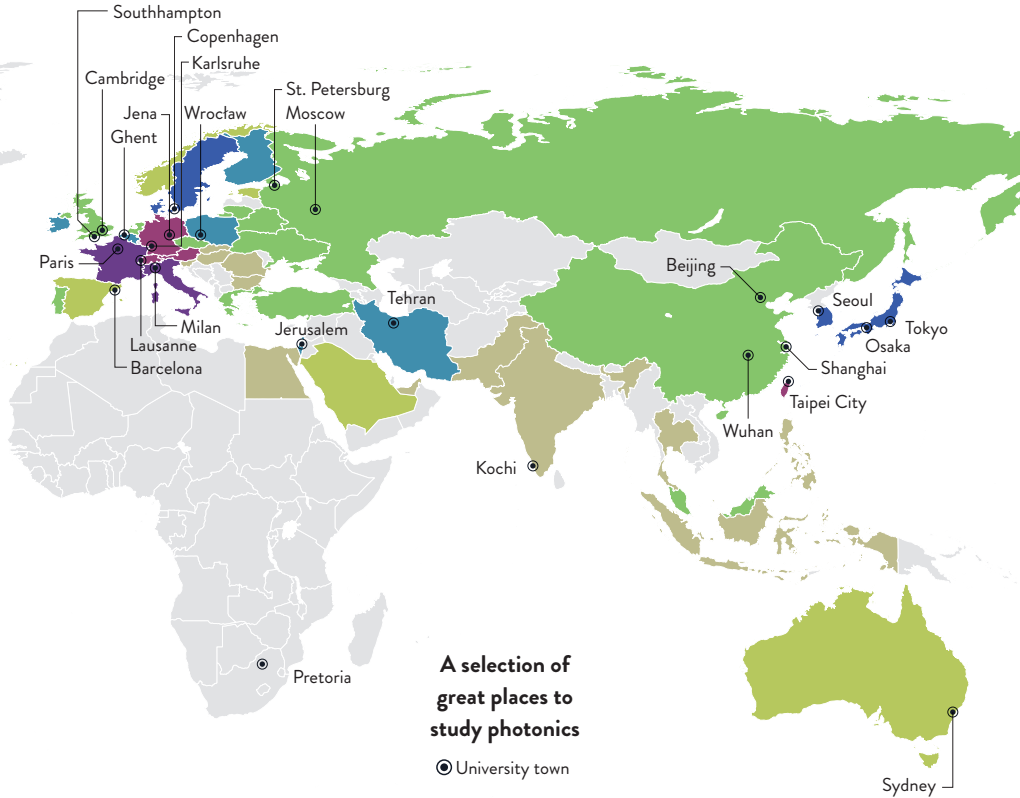 Southhampton
Copenhagen
Karlsruhe
Cambridge
St. Petersburg
Jena
Wrocław
Moscow
Ghent
Paris
Beijing
Tehran
Seoul
Milan
Jerusalem
Tokyo
Lausanne
Osaka
Barcelona
Shanghai
Taipei City
Wuhan
Kochi
A selection of
great places to
study photonics
Pretoria
University town
Sydney